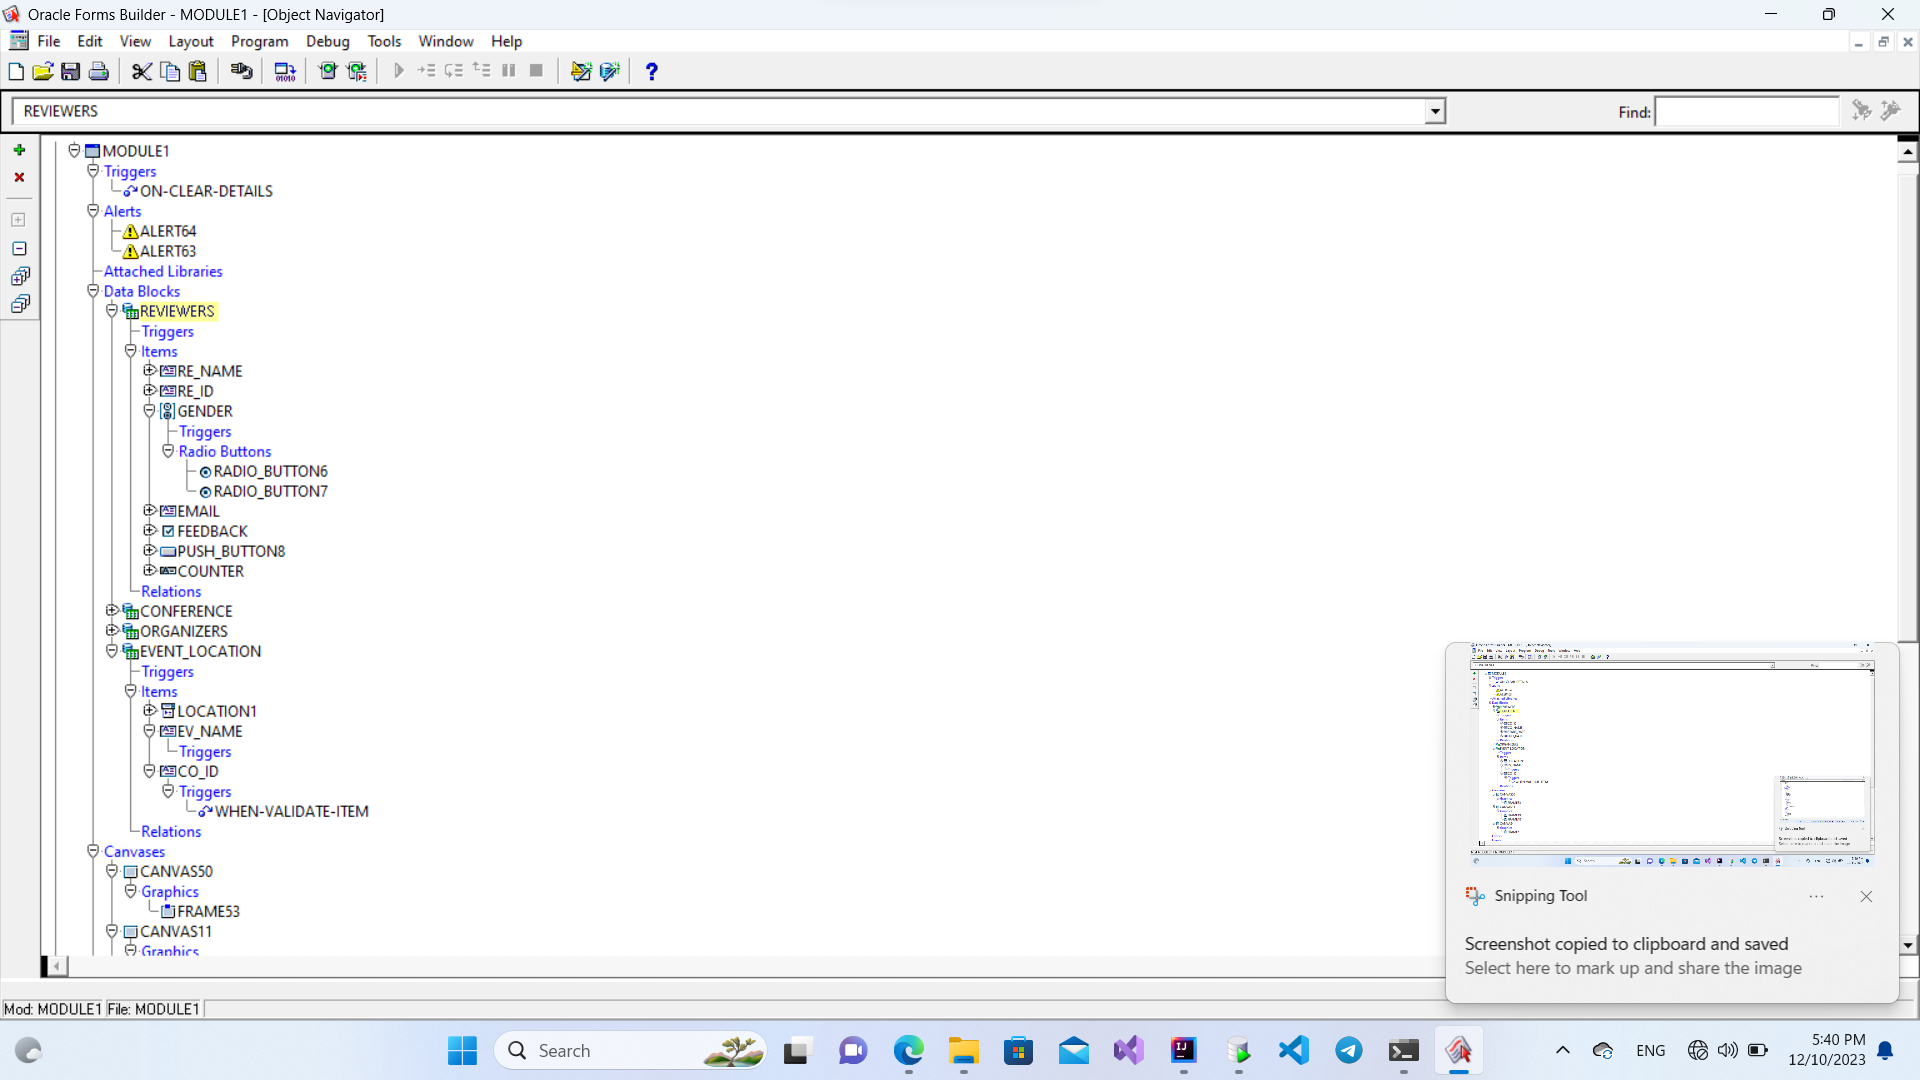 Oracle Forms Builder - MODULE1 - [Object Navigator]
File Edit View Layout Program Debug Tools Window Help
REVIEWERS
Find:
MODULE1
Triggers
ON-CLEAR-DETAILS
Alerts
ALERT64
ALERT63
Attached Libraries
Data Blocks
REVIEWERS
Triggers
Items
RE_NAME
RE_ID
GENDER
Triggers
Radio Buttons
RADIO_BUTTON6
RADIO_BUTTON7
EMAIL
FEEDBACK
PUSH_BUTTON8
COUNTER
Relations
CONFERENCE
ORGANIZERS
EVENT_LOCATION
Triggers
Items
LOCATION1
EV_NAME
Triggers
CO_ID
Triggers
WHEN-VALIDATE-ITEM
Relations
Canvases
CANVAS50
Graphics
FRAME53
CANVAS11
Graphics
Snipping Tool
Screenshot copied to clipboard and saved
Select here to mark up and share the image
Mod: MODULE1 File: MODULE1
Search
ENG
5:40 PM
12/10/2023